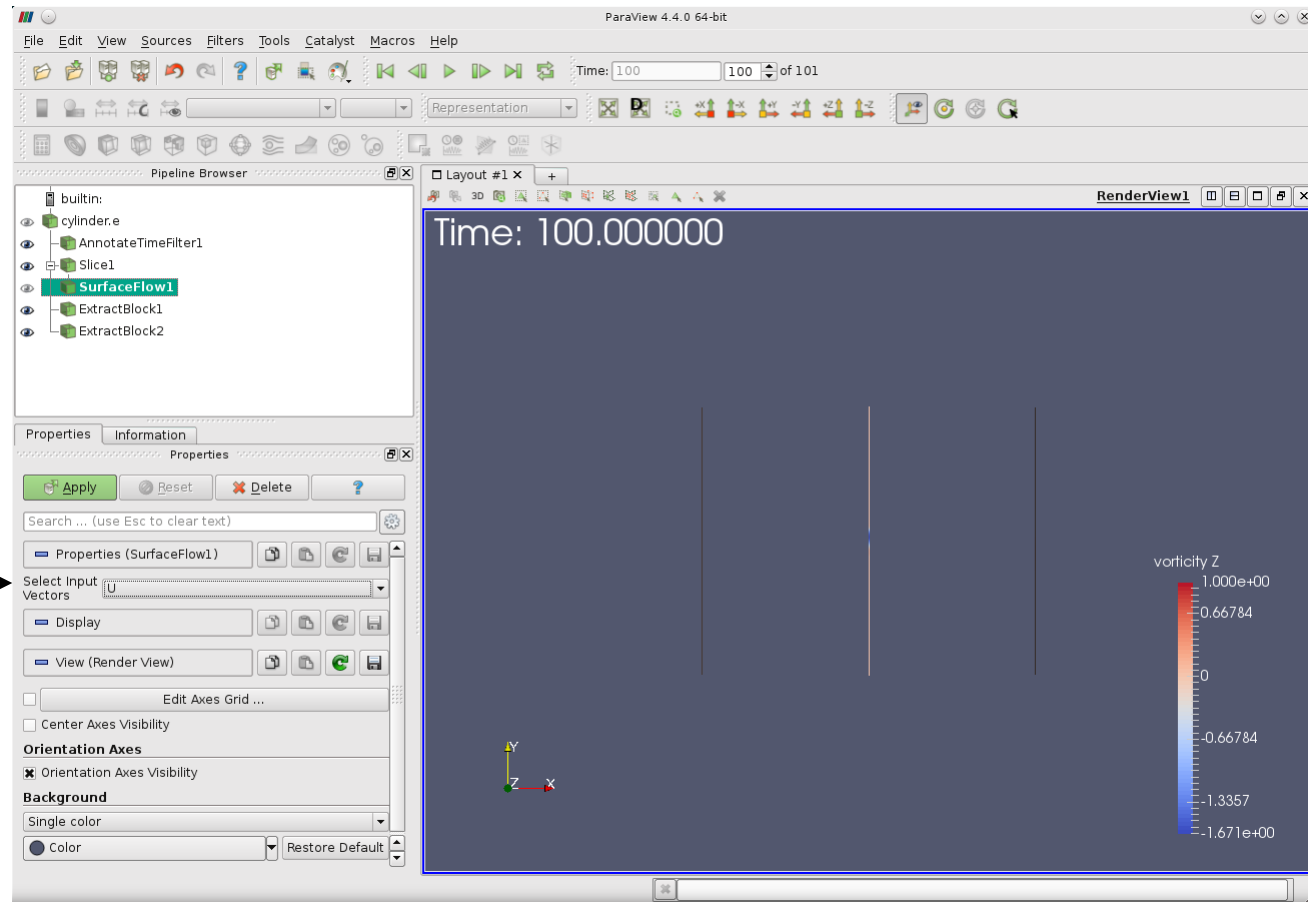 ParaView 4.4.0 64-bit
File Edit View Sources Filters Tools Catalyst Macros Help
Time: 100 100 of 101
Representation
Pipeline Browser
builtin:
cylinder.e
AnnotateTimeFilter1
Slice1
SurfaceFlow1
ExtractBlock1
ExtractBlock2
Properties Information
Properties
Apply Reset Delete ?
Search ... (use Esc to clear text)
Properties (SurfaceFlow1)
Select Input Vectors U
Display
View (Render View)
Edit Axes Grid ...
Center Axes Visibility
Orientation Axes
Orientation Axes Visibility
Background
Single color
Color Restore Default
Layout #1 +
3D RenderView1
Time: 100.000000
vorticity Z
1.000e+00
0.66784
0
-0.66784
-1.3357
-1.671e+00
Y
Z X